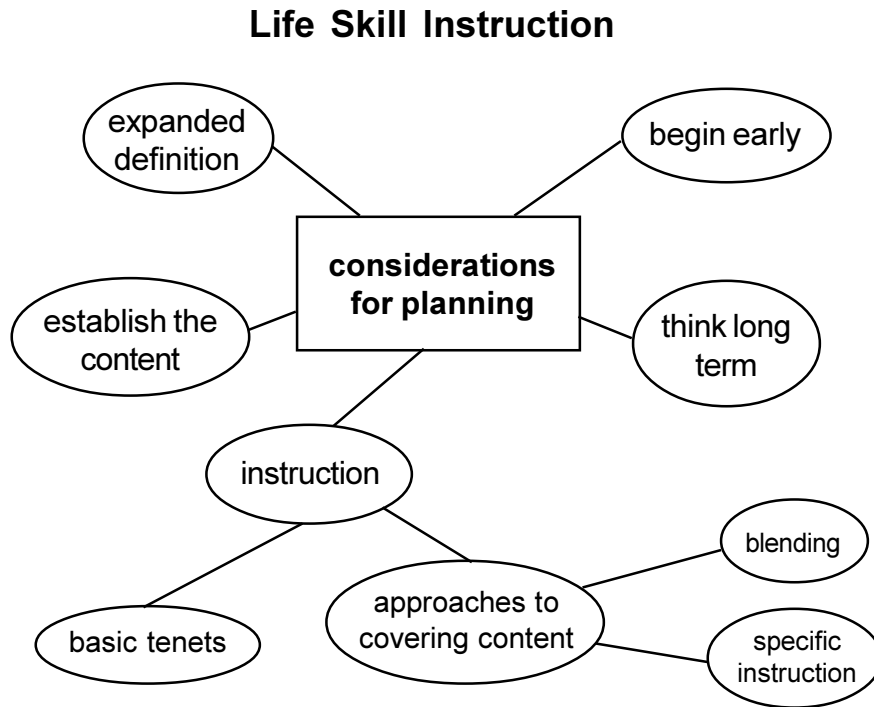 Life Skill Instruction
expanded
definition
begin early
considerations
for planning
establish the
content
think long
term
instruction
blending
approaches to
covering content
basic tenets
specific
instruction